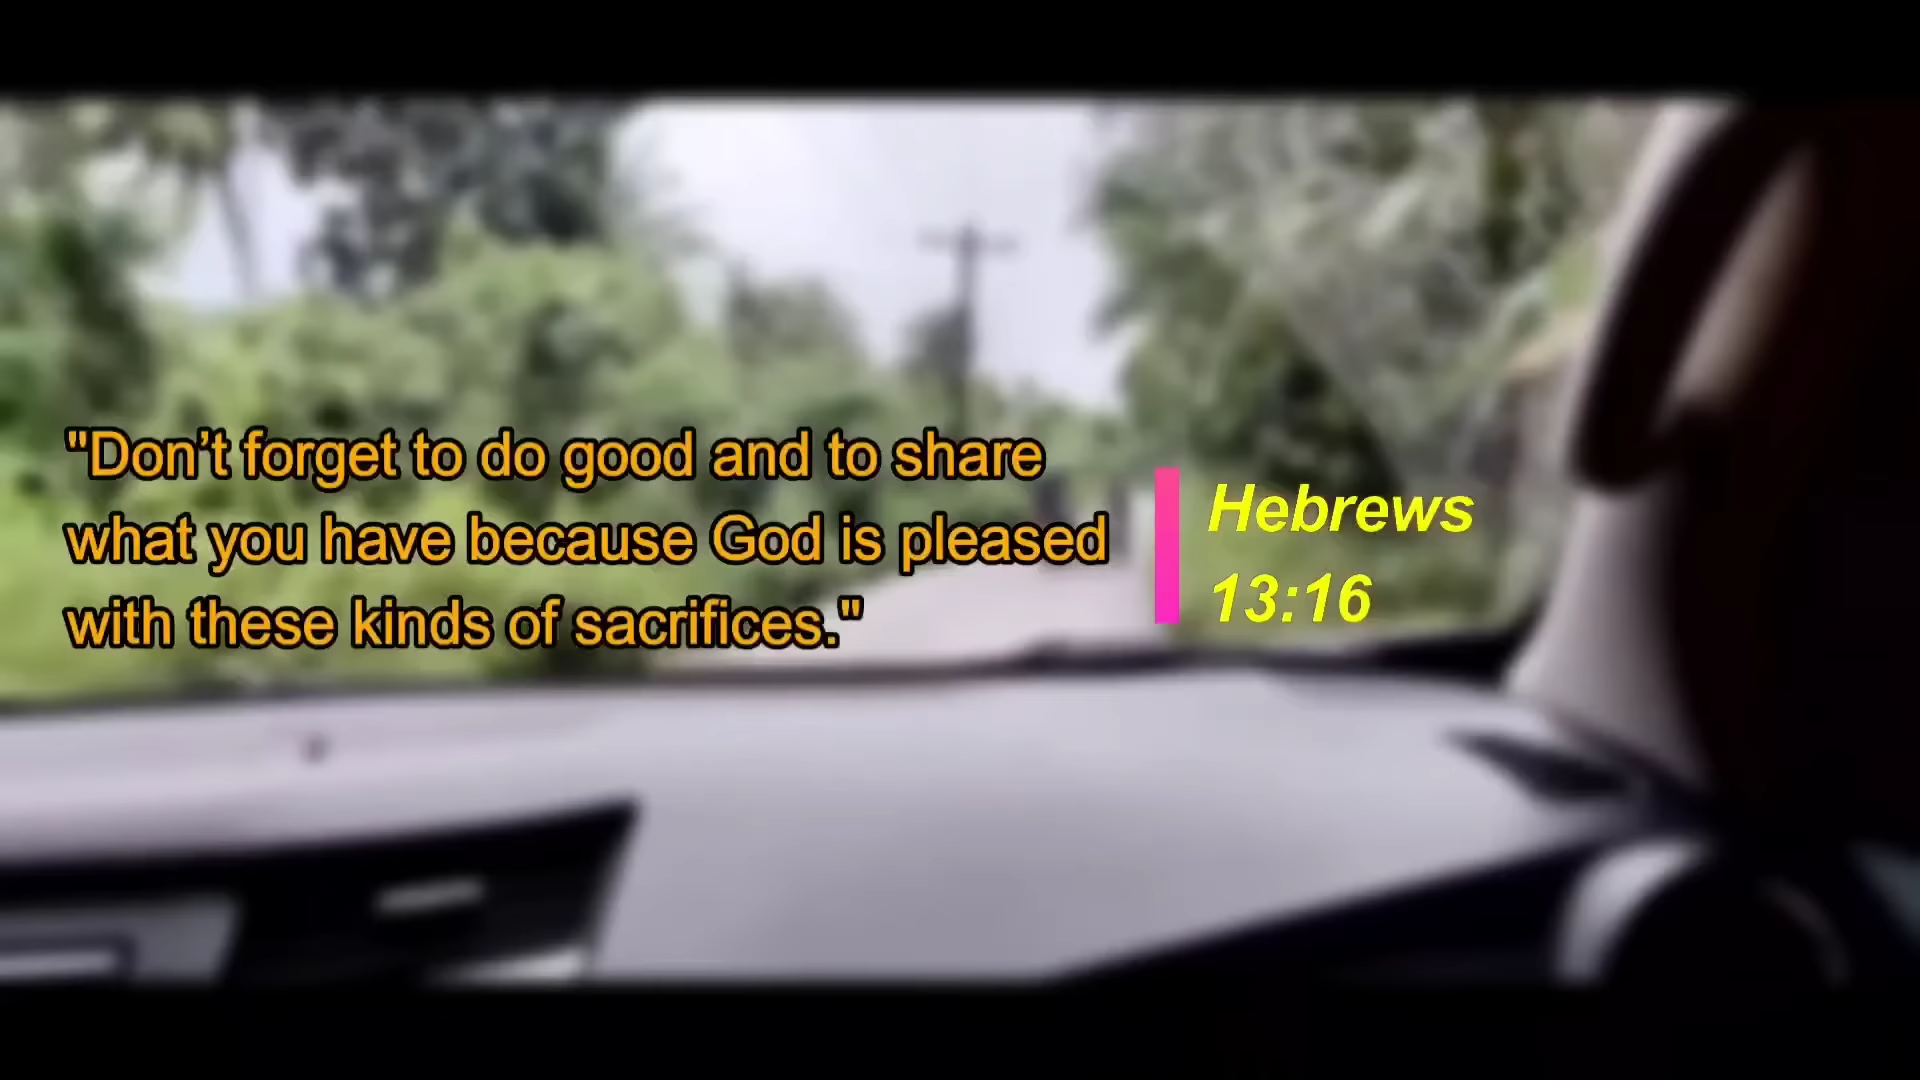 "Don’t forget to do good and to share
what you have because God is pleased
with these kinds of sacrifices."
Hebrews
13:16